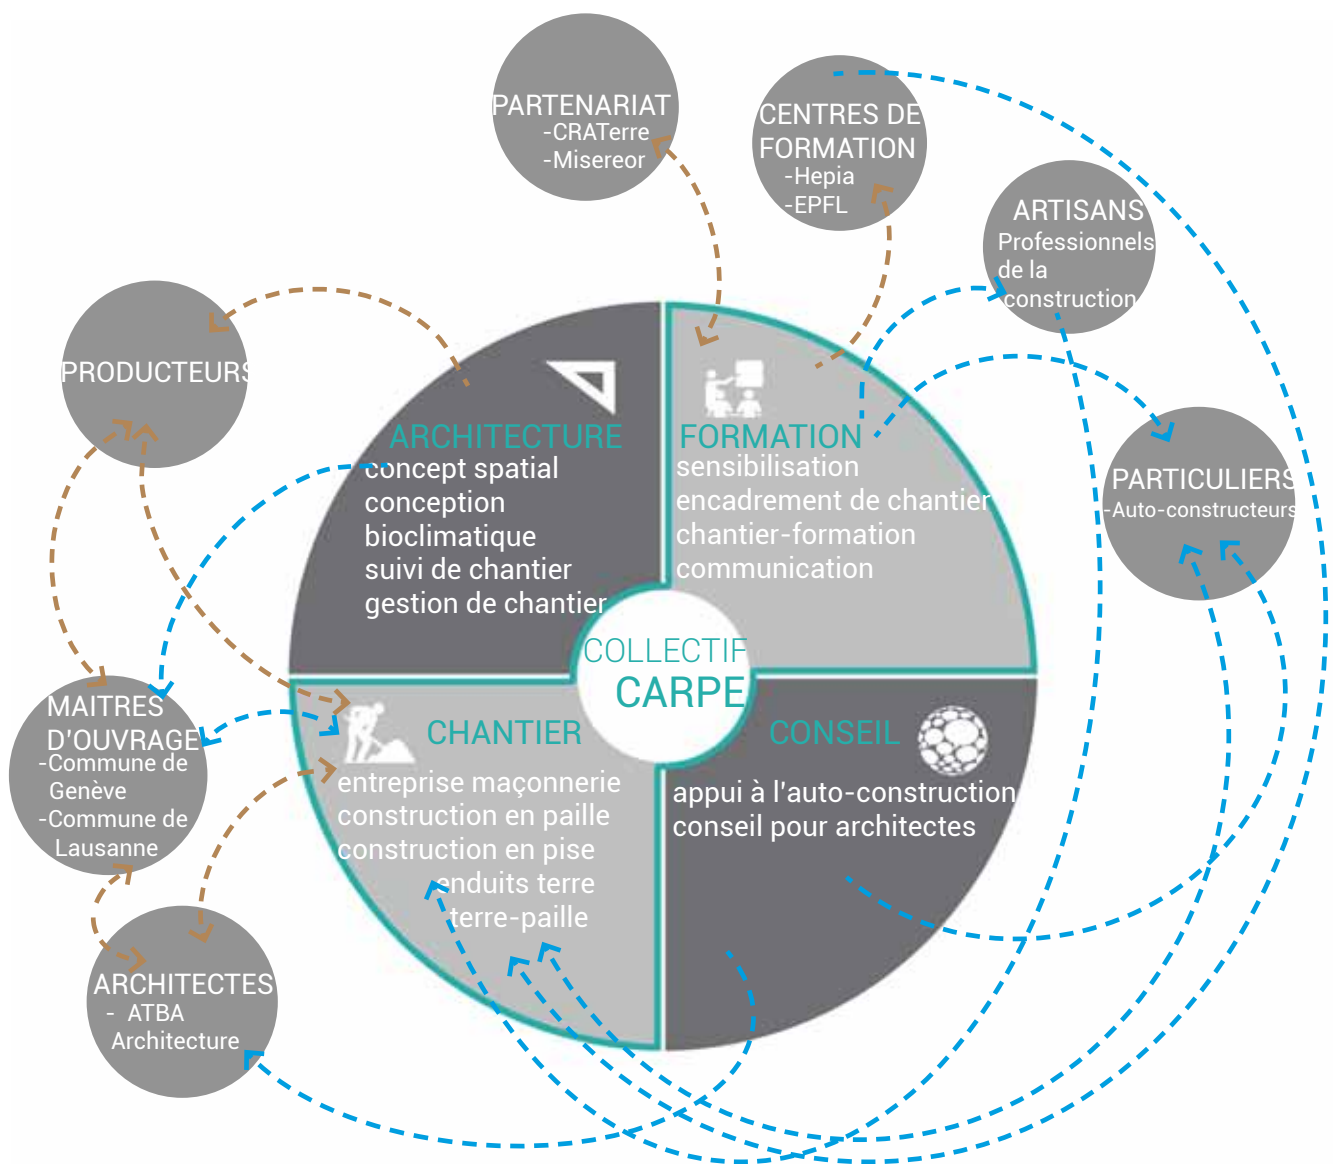 PARTENARIAT
-CRATerre
-Misereor
CENTRES DE
FORMATION
-Hepia
-EPFL
ARTISANS
Professionnels
de la
construction
PRODUCTEURS
PARTICULIERS
-Auto-constructeurs
ARCHITECTURE
concept spatial
conception
bioclimatique
suivi de chantier
gestion de chantier
FORMATION
sensibilisation
encadrement de chantier
chantier-formation
communication
COLLECTIF
CARPE
MAITRES
D'OUVRAGE
-Commune de
Genève
-Commune de
Lausanne
CHANTIER
entreprise maçonnerie
construction en paille
construction en pise
enduits terre
terre-paille
CONSEIL
appui à l'auto-construction
conseil pour architectes
ARCHITECTES
- ATBA
Architecture